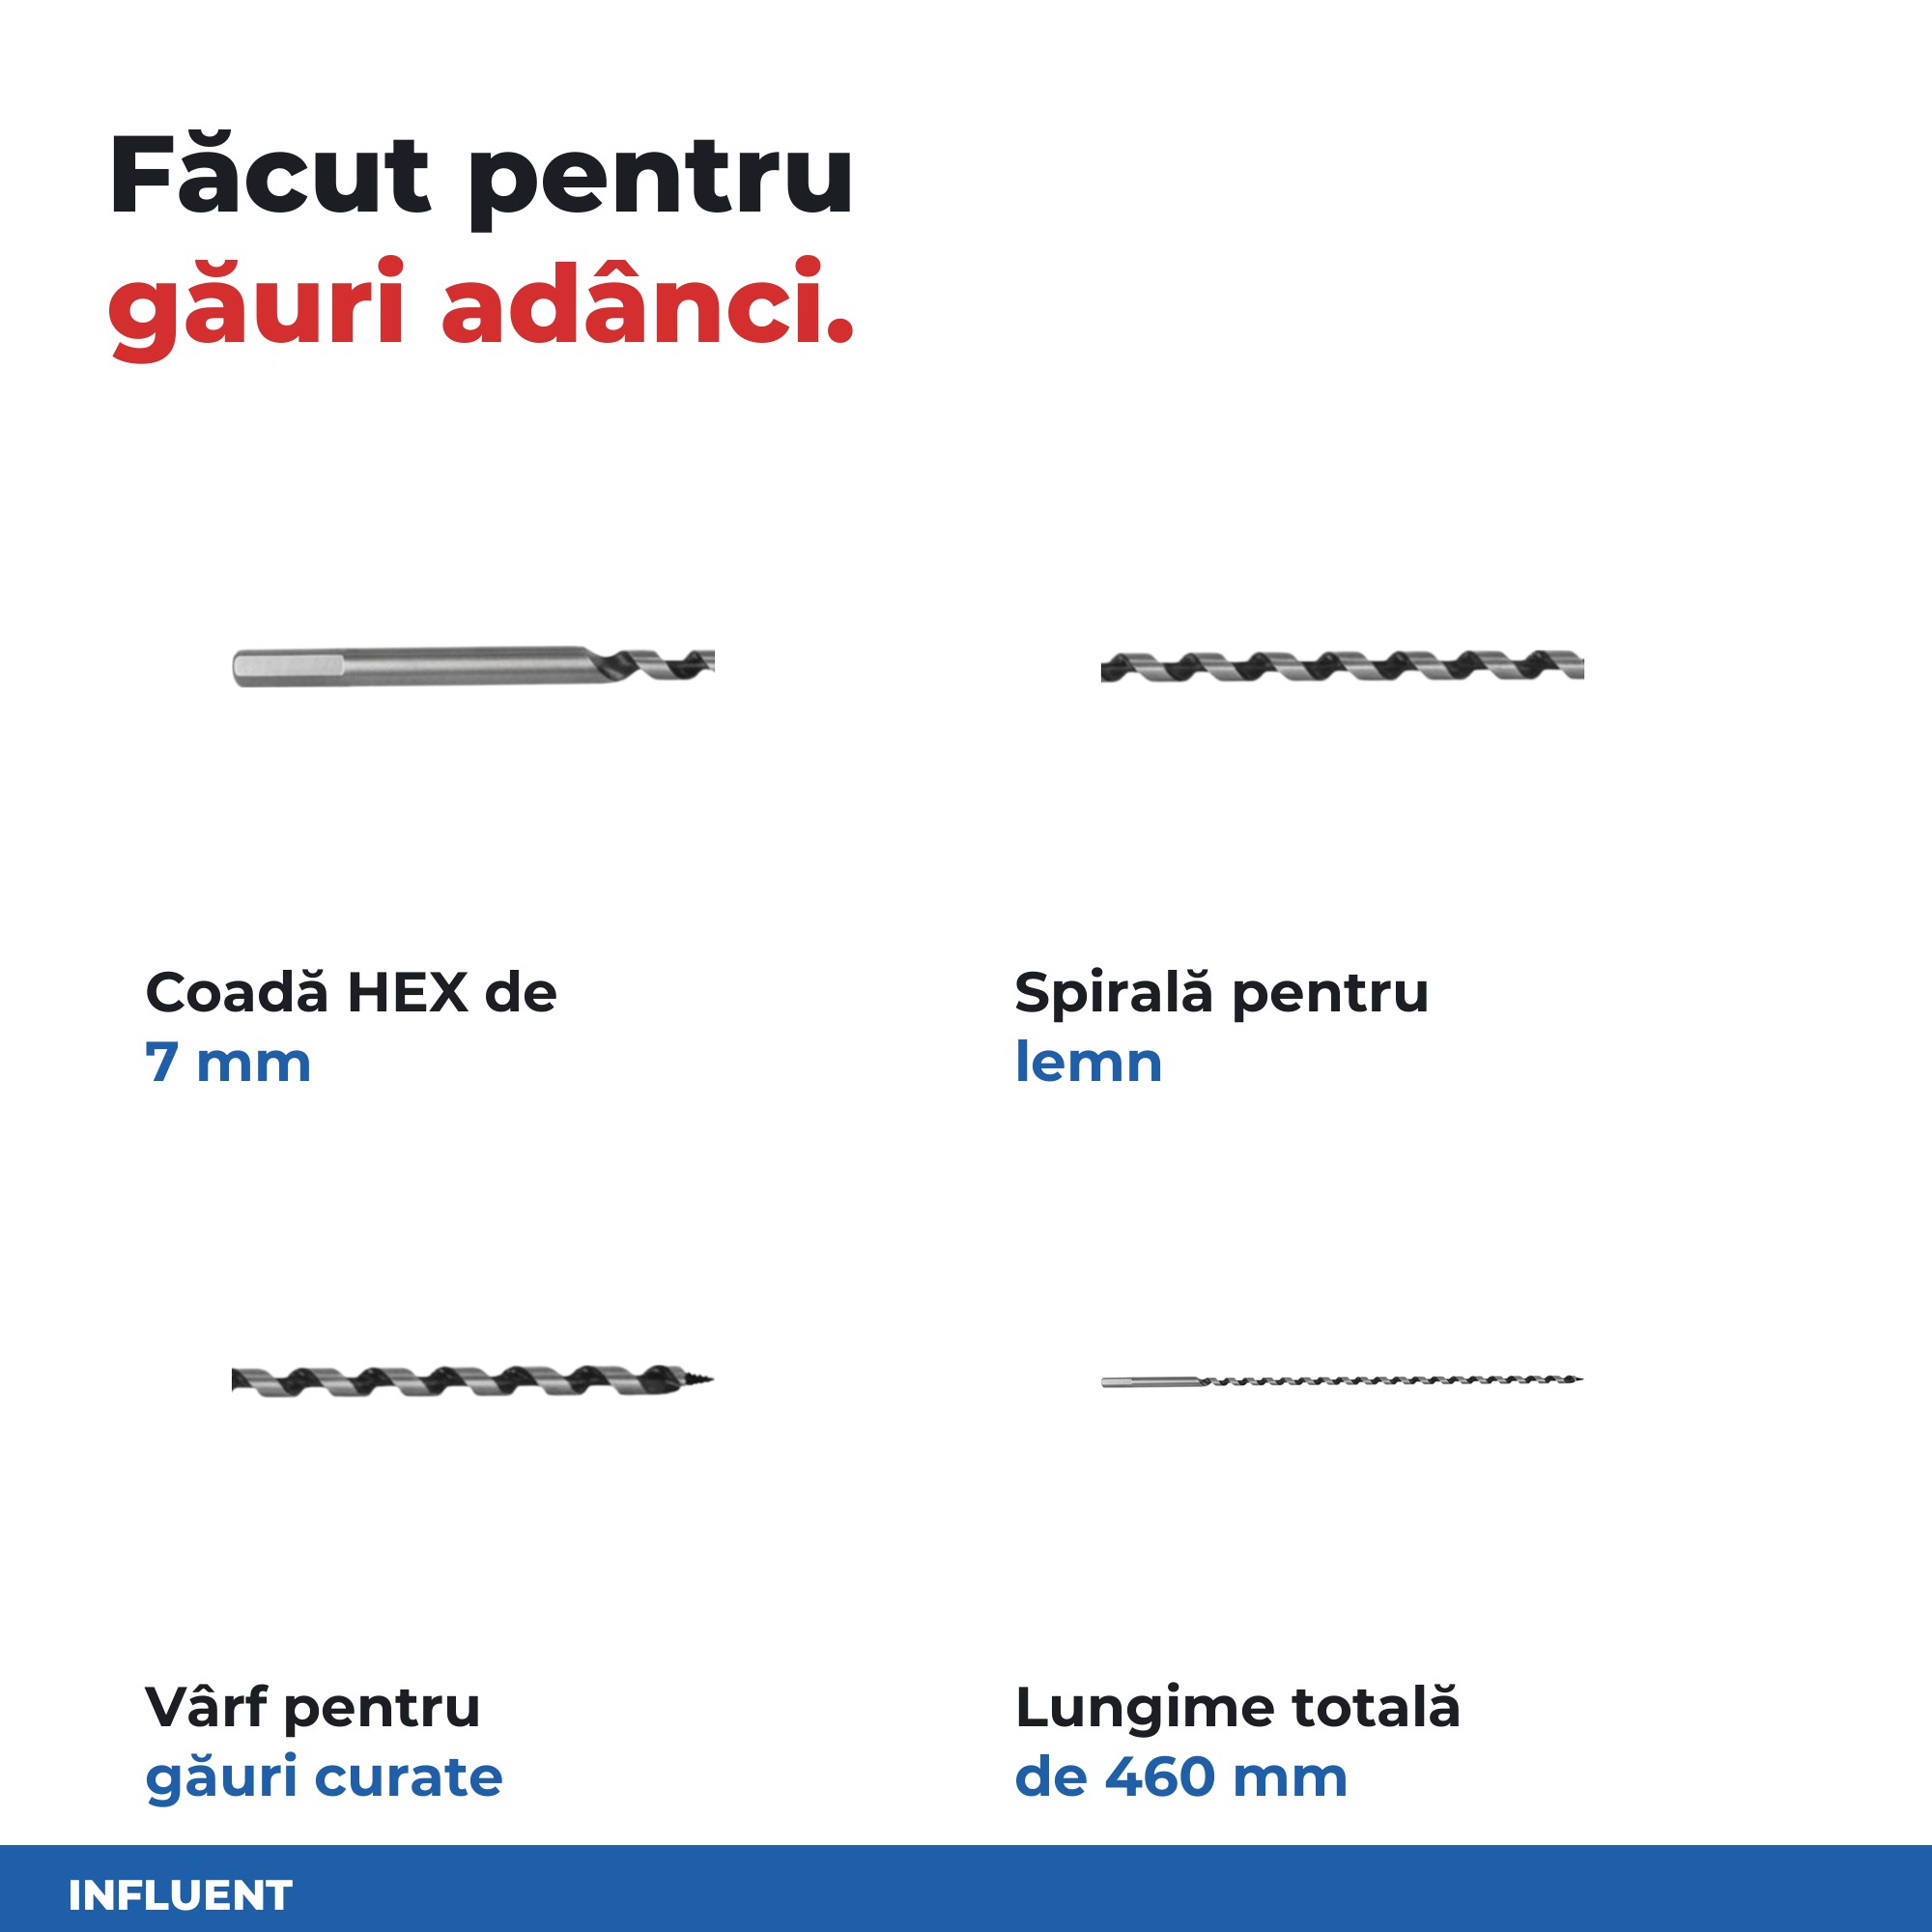 Făcut pentru
găuri adânci.
Coadă HEX de
7 mm
Spirală pentru
lemn
Vârf pentru
găuri curate
Lungime totală
de 460 mm
INFLUENT